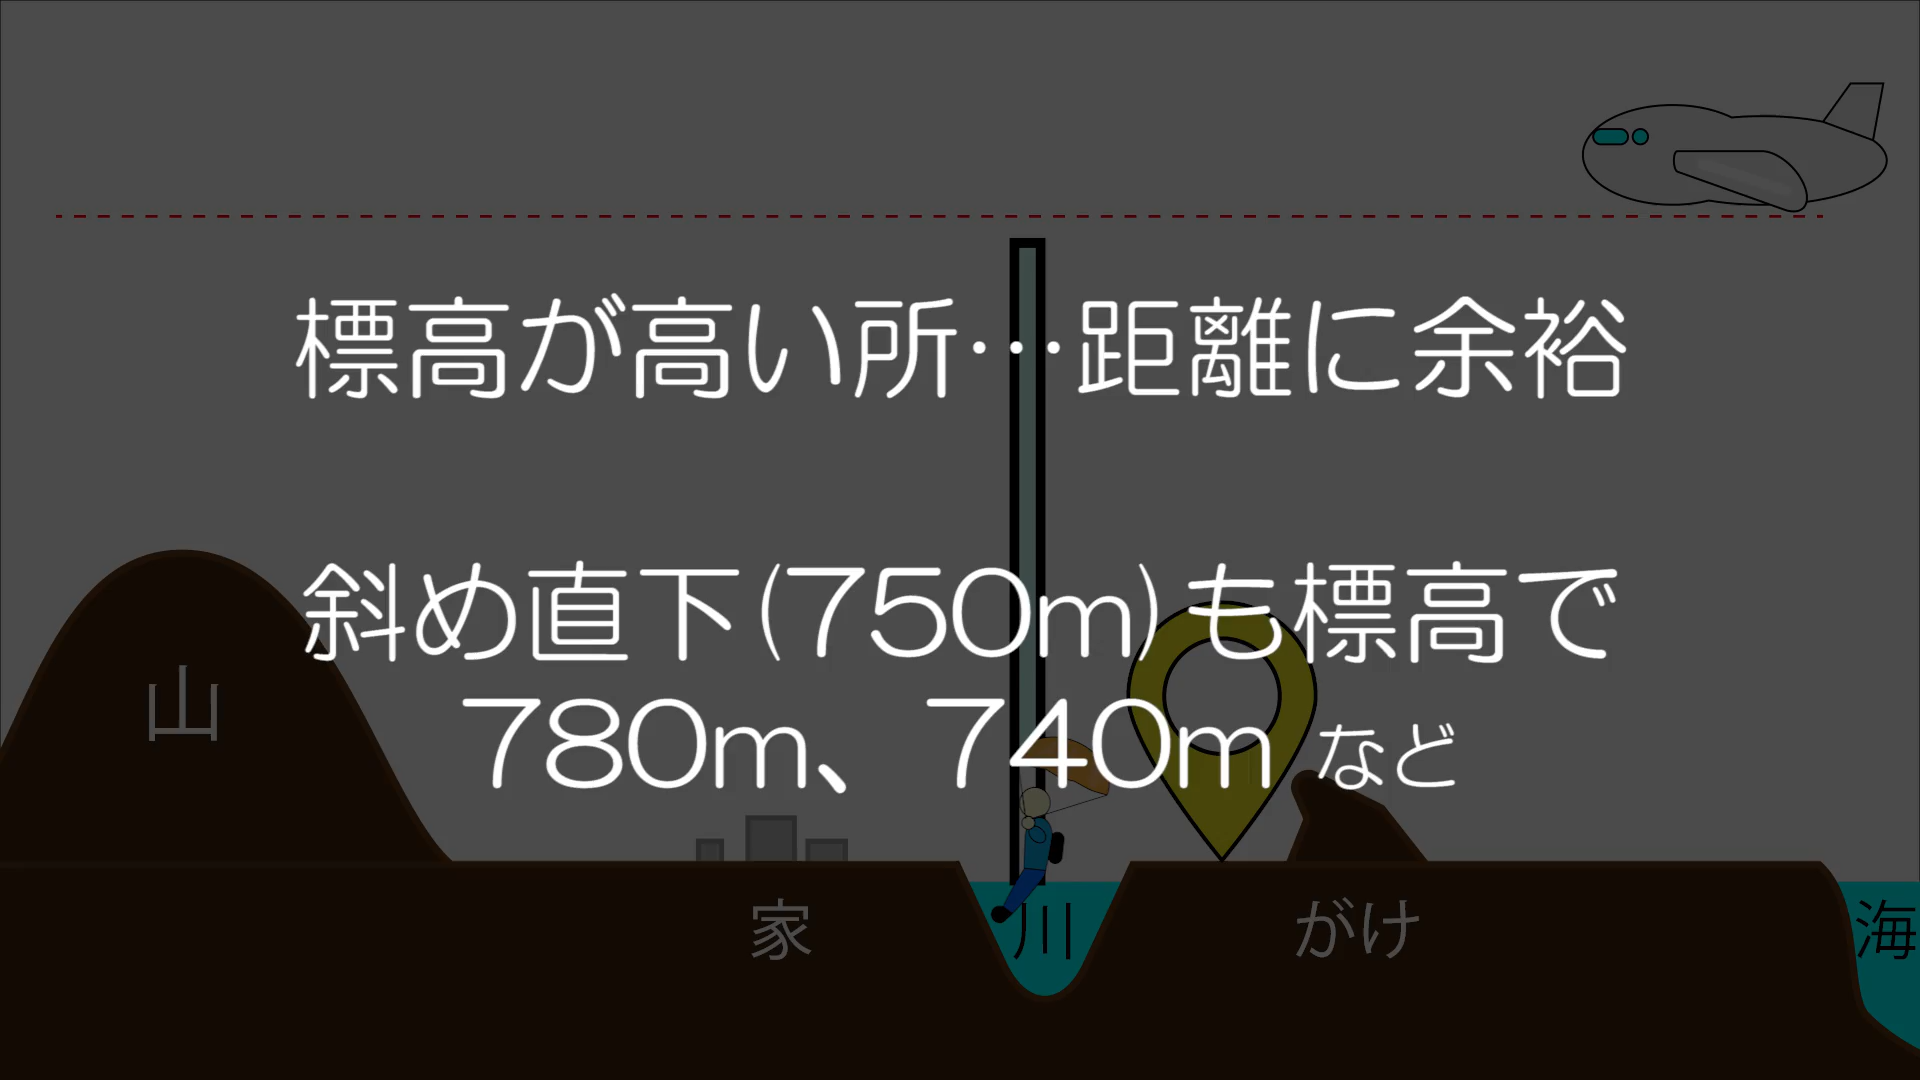 標高が高い所…距離に余裕
斜め直下(750m)も標高で
780m、740m など
山
家
川
がけ
海